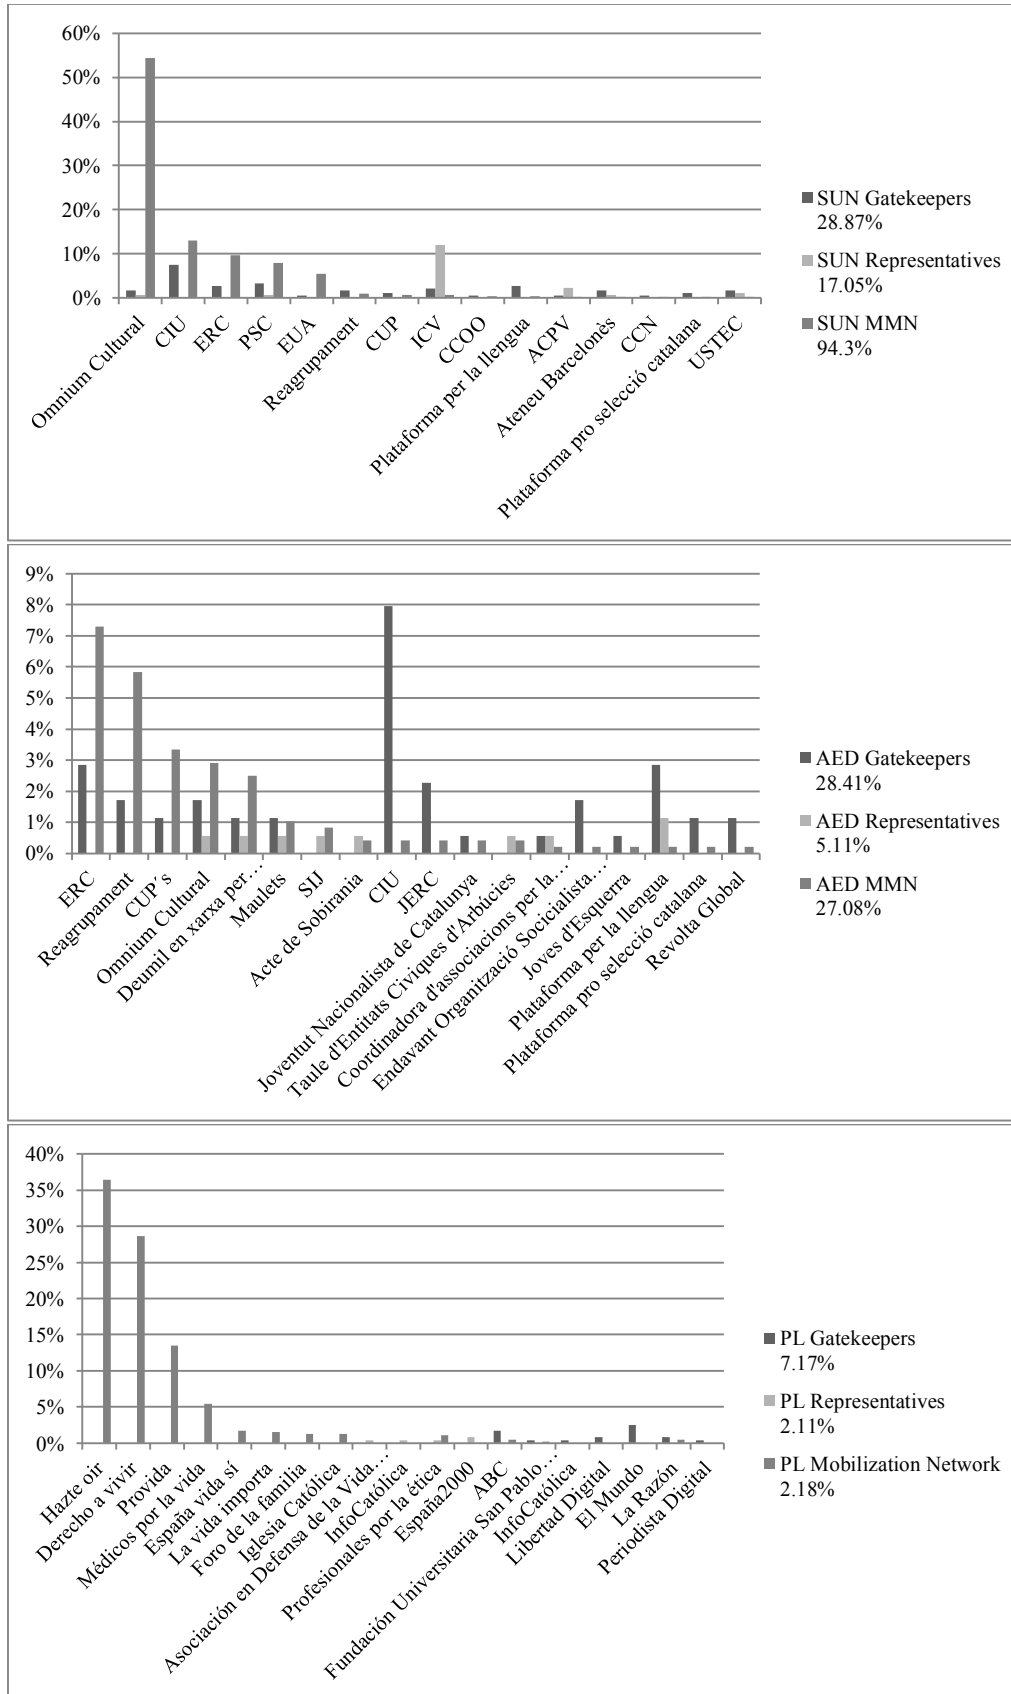 60%
50%
40%
30%
20%
10%
0%
Omnium Cultural
CIU
ERC
PSC
EUA
Reagrupament
CUP
ICV
CCOO
Plataforma per la llengua
ACPV
Ateneu Barcelonès
CCN
Plataforma pro selecció catalana
USTEC
SUN Gatekeepers
28.87%
SUN Representatives
17.05%
SUN MMN
94.3%
9%
8%
7%
6%
5%
4%
3%
2%
1%
0%
ERC
Reagrupament
CUP's
Omnium Cultural
Deumil en xarxa per…
Maulets
SIJ
Acte de Sobirania
CIU
JERC
Joventut Nacionalista de Catalunya
Taule d'Entitats Civiques d'Arbúcies
Coordinadora d'associacions per la…
Endavant Organització Socicialista…
Joves d'Esquerra
Plataforma per la llengua
Plataforma pro selecció catalana
Revolta Global
AED Gatekeepers
28.41%
AED Representatives
5.11%
AED MMN
27.08%
40%
35%
30%
25%
20%
15%
10%
5%
0%
Hazte oir
Derecho a vivir
Provida
Médicos por la vida
España vida sí
La vida importa
Foro de la familia
Iglesia Católica
Asociación en Defensa de la Vida…
InfoCatólica
Profesionales por la ética
España2000
ABC
Fundación Universitaria San Pablo…
InfoCatólica
Libertad Digital
El Mundo
La Razón
Periodista Digital
PL Gatekeepers
7.17%
PL Representatives
2.11%
PL Mobilization Network
2.18%